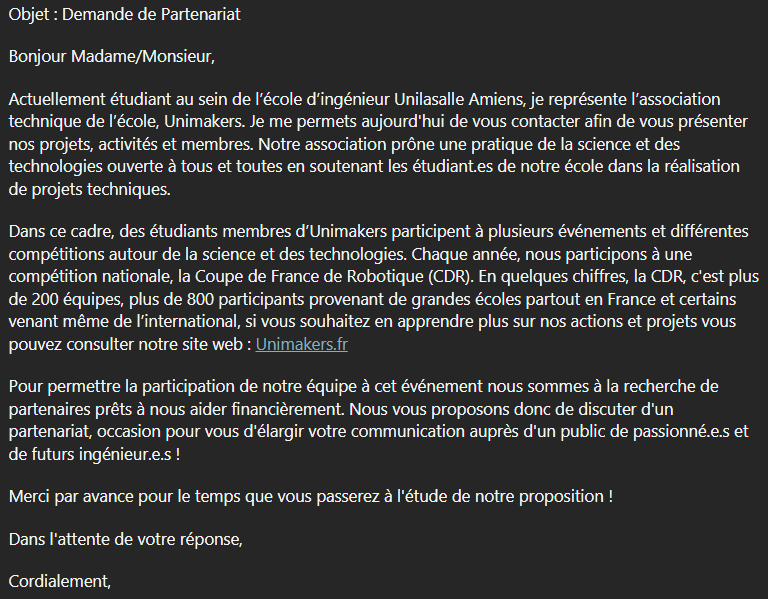 Objet : Demande de Partenariat
Bonjour Madame/Monsieur,
Actuellement étudiant au sein de l’école d’ingénieur Unilasalle Amiens, je représente l’association
technique de l’école, Unimakers. Je me permets aujourd'hui de vous contacter afin de vous présenter
nos projets, activités et membres. Notre association prône une pratique de la science et des
technologies ouverte à tous et toutes en soutenant les étudiant.es de notre école dans la réalisation
de projets techniques.
Dans ce cadre, des étudiants membres d’Unimakers participent à plusieurs événements et différentes
compétitions autour de la science et des technologies. Chaque année, nous participons à une
compétition nationale, la Coupe de France de Robotique (CDR). En quelques chiffres, la CDR, c'est plus
de 200 équipes, plus de 800 participants provenant de grandes écoles partout en France et certains
venant même de l’international, si vous souhaitez en apprendre plus sur nos actions et projets vous
pouvez consulter notre site web : Unimakers.fr
Pour permettre la participation de notre équipe à cet événement nous sommes à la recherche de
partenaires prêts à nous aider financièrement. Nous vous proposons donc de discuter d'un
partenariat, occasion pour vous d'élargir votre communication auprès d'un public de passionné.e.s et
de futurs ingénieur.e.s !
Merci par avance pour le temps que vous passerez à l'étude de notre proposition !
Dans l'attente de votre réponse,
Cordialement,